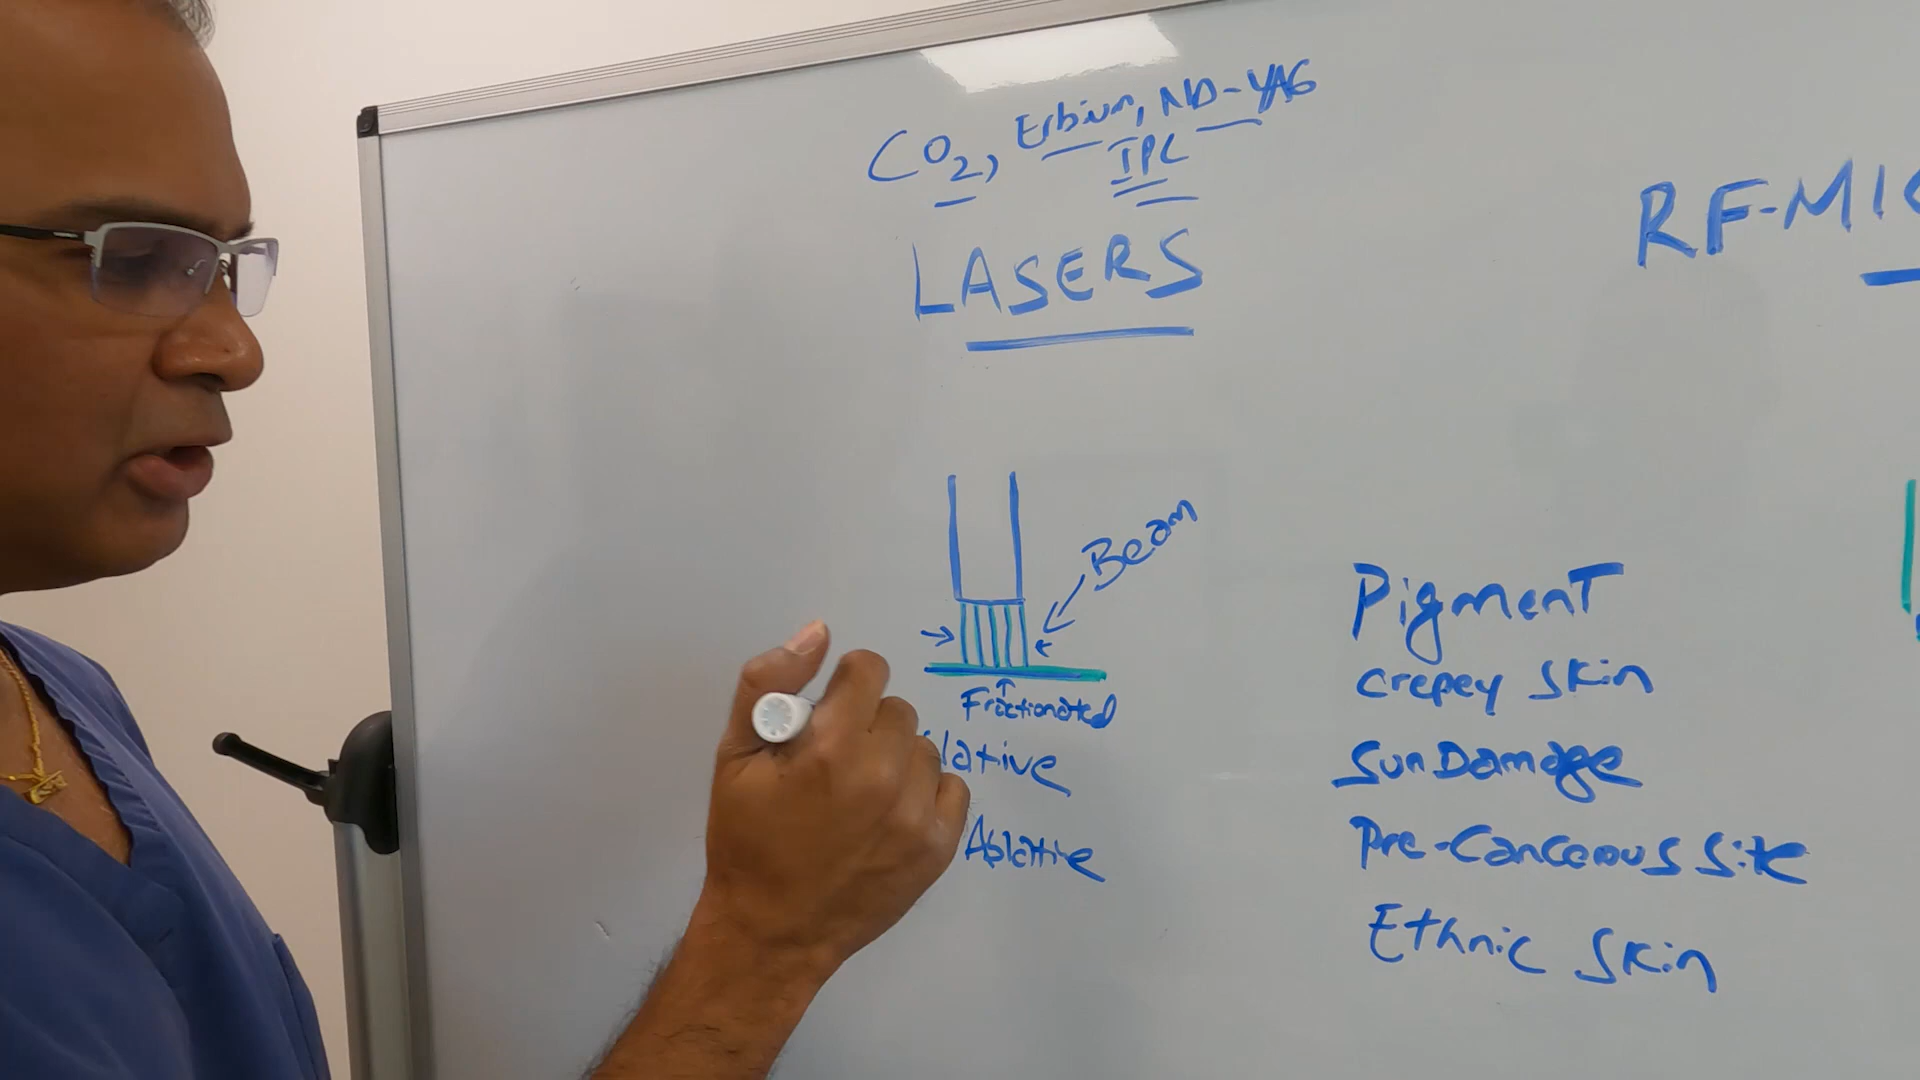 CO2, Erbium, ND-YAG
IPL
LASERS
RF-MIC
Beam
Fractionated
lative
Ablative
Pigment
Crepey Skin
Sun Damage
Pre-Cancerous Site
Ethnic Skin